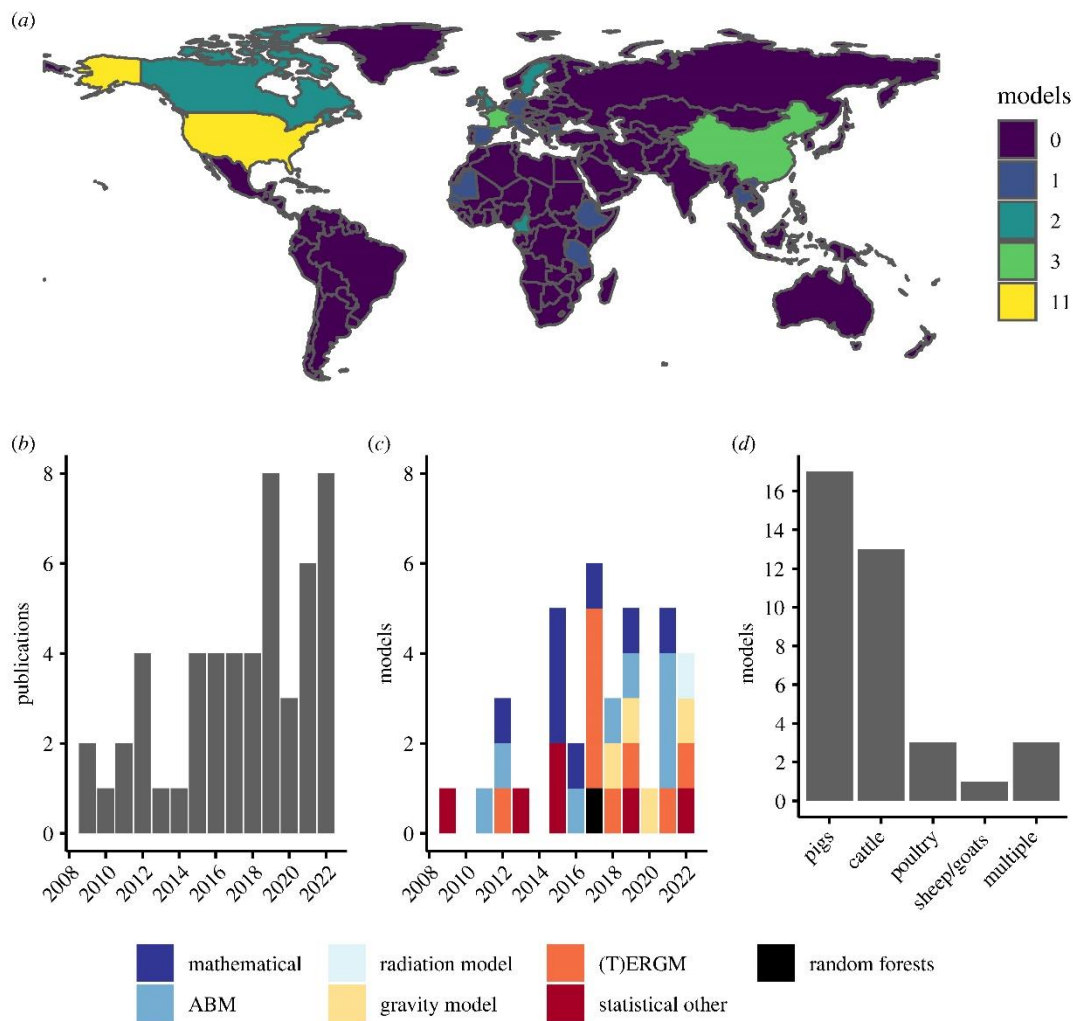 (a)
models
0
1
2
3
11
(b)
publications
8
6
4
2
0
2008
2010
2012
2014
2016
2018
2020
2022
(c)
models
8
6
4
2
0
2008
2010
2012
2014
2016
2018
2020
2022
(d)
models
16
14
12
10
8
6
4
2
0
pigs
cattle
poultry
sheep/goats
multiple
mathematical
radiation model
(T)ERGM
random forests
ABM
gravity model
statistical other